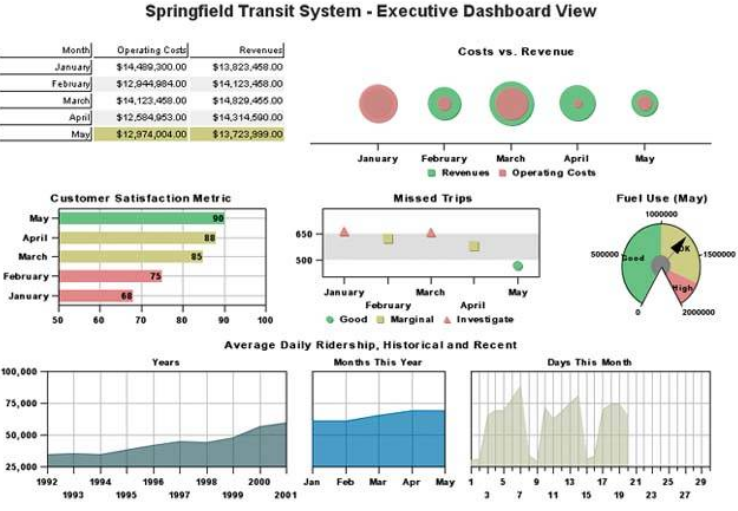 Springfield Transit System - Executive Dashboard View
Month Operating Costs Revenues
January $14,489,300.00 $13,823,458.00
February $12,944,984.00 $14,123,458.00
March $14,123,458.00 $14,829,455.00
April $12,584,953.00 $14,314,590.00
May $12,974,004.00 $13,723,999.00
Costs vs. Revenue
January February March April May
Revenues Operating Costs
Customer Satisfaction Metric
May 90
April 88
March 85
February 75
January 68
50 60 70 80 90 100
Missed Trips
650
500
January March May
February April
Good Marginal Investigate
Fuel Use (May)
1000000
500000 Good OK 1500000
High
0 2000000
Average Daily Ridership, Historical and Recent
Years
100,000
75,000
50,000
25,000
1992 1994 1996 1998 2000
1993 1995 1997 1999 2001
Months This Year
Jan Feb Mar Apr May
Days This Month
1 5 9 13 17 21 25 29
3 7 11 15 19 23 27